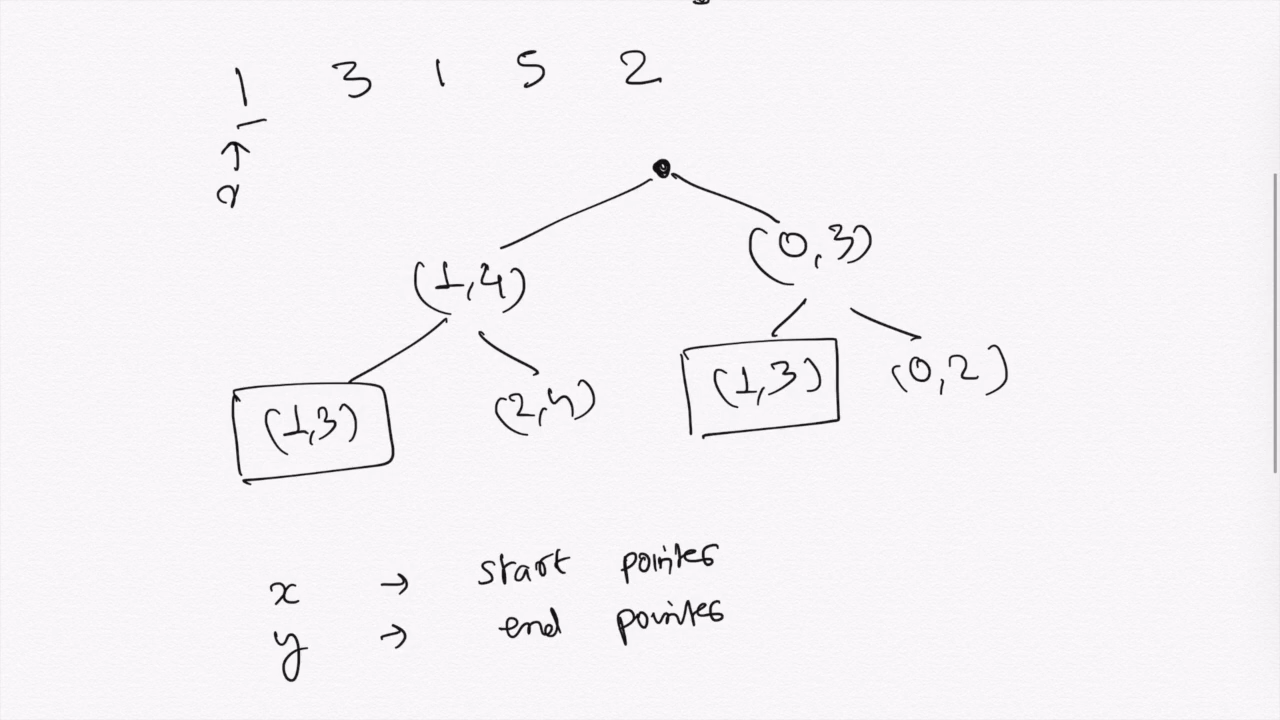 1 3 1 5 2
(0,3)
(1,4)
(1,3) (0,2)
(1,3) (2,4)
x → start pointer
y → end pointer